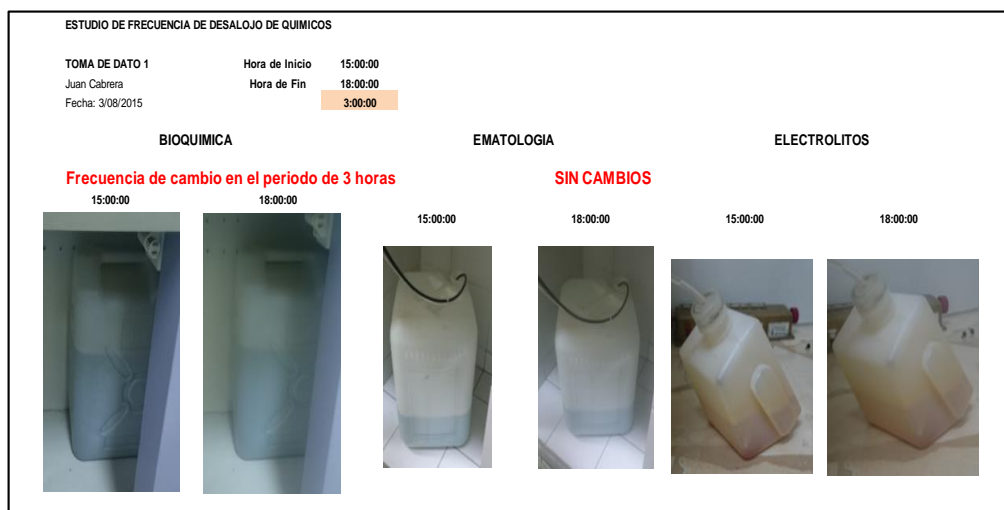 ESTUDIO DE FRECUENCIA DE DESALOJO DE QUIMICOS
TOMA DE DATO 1 Hora de Inicio 15:00:00
Juan Cabrera Hora de Fin 18:00:00
Fecha: 3/08/2015 3:00:00
BIOQUIMICA EMATOLOGIA ELECTROLITOS
Frecuencia de cambio en el periodo de 3 horas SIN CAMBIOS
15:00:00 18:00:00
15:00:00 18:00:00 15:00:00 18:00:00